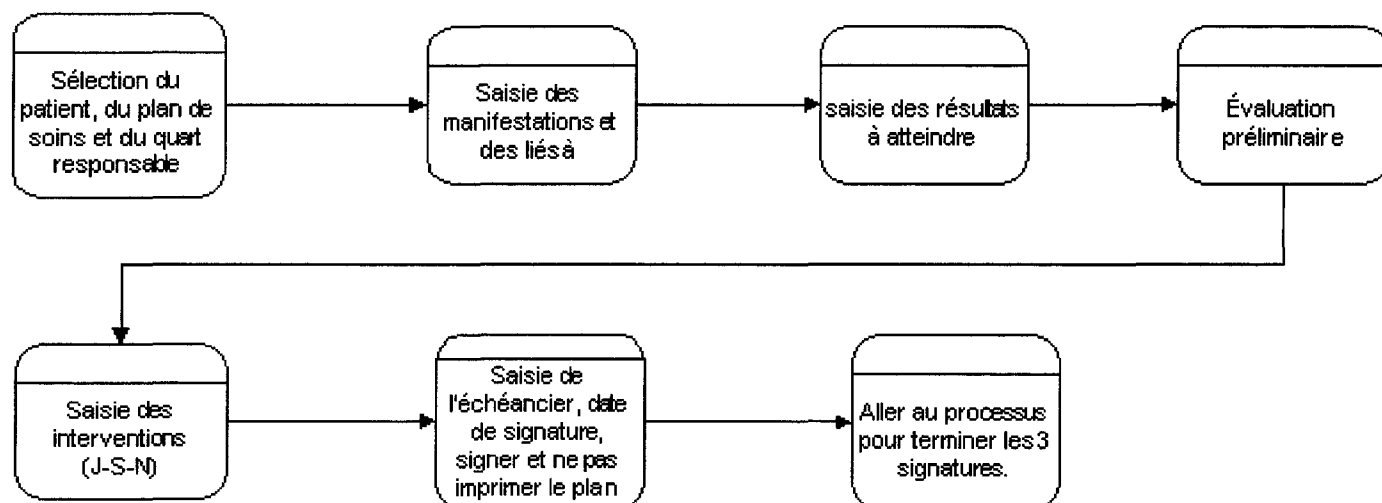 Sélection du
patient, du plan de
soins et du quart
responsable
Saisie des
manifestations et
des liés à
saisie des résultats
à atteindre
Évaluation
préliminaire
Saisie des
interventions
(J-S-N)
Saisie de
l'échéancier, date
de signature,
signer et ne pas
imprimer le plan
Aller au processus
pour terminer les 3
signatures.